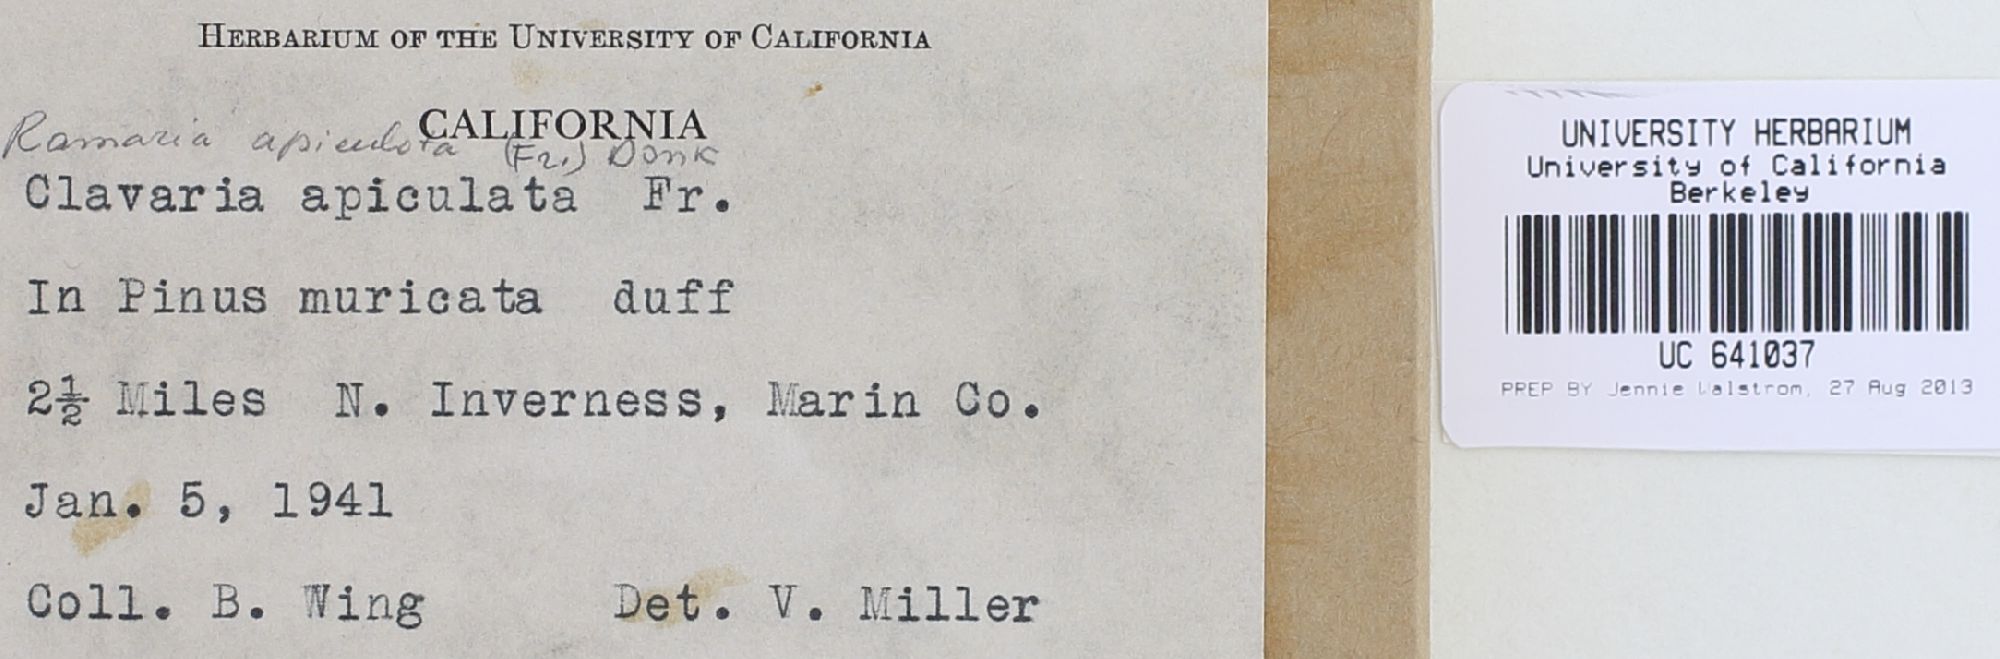 HERBARIUM OF THE UNIVERSITY OF CALIFORNIA
CALIFORNIA
Ramaria apiculata (Fr.) Donk
Clavaria apiculata Fr.
In Pinus muricata duff
2½ Miles N. Inverness, Marin Co.
Jan. 5, 1941
Coll. B. Wing Det. V. Miller
UNIVERSITY HERBARIUM
University of California
Berkeley
UC 641037
PREP BY Jennie Walstrom, 27 Aug 2013